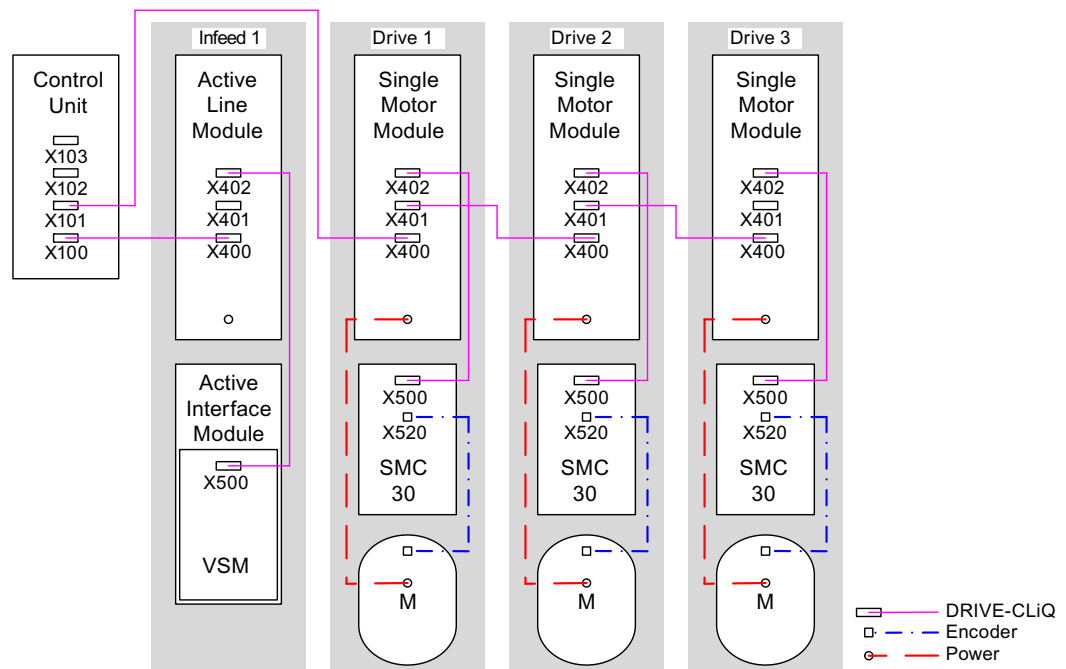 Infeed 1
Drive 1
Drive 2
Drive 3
Control
Unit
X103
X102
X101
X100
Active
Line
Module
X402
X401
X400
Active
Interface
Module
X500
VSM
Single
Motor
Module
X402
X401
X400
X500
X520
SMC
30
M
Single
Motor
Module
X402
X401
X400
X500
X520
SMC
30
M
Single
Motor
Module
X402
X401
X400
X500
X520
SMC
30
M
DRIVE-CLiQ
Encoder
Power